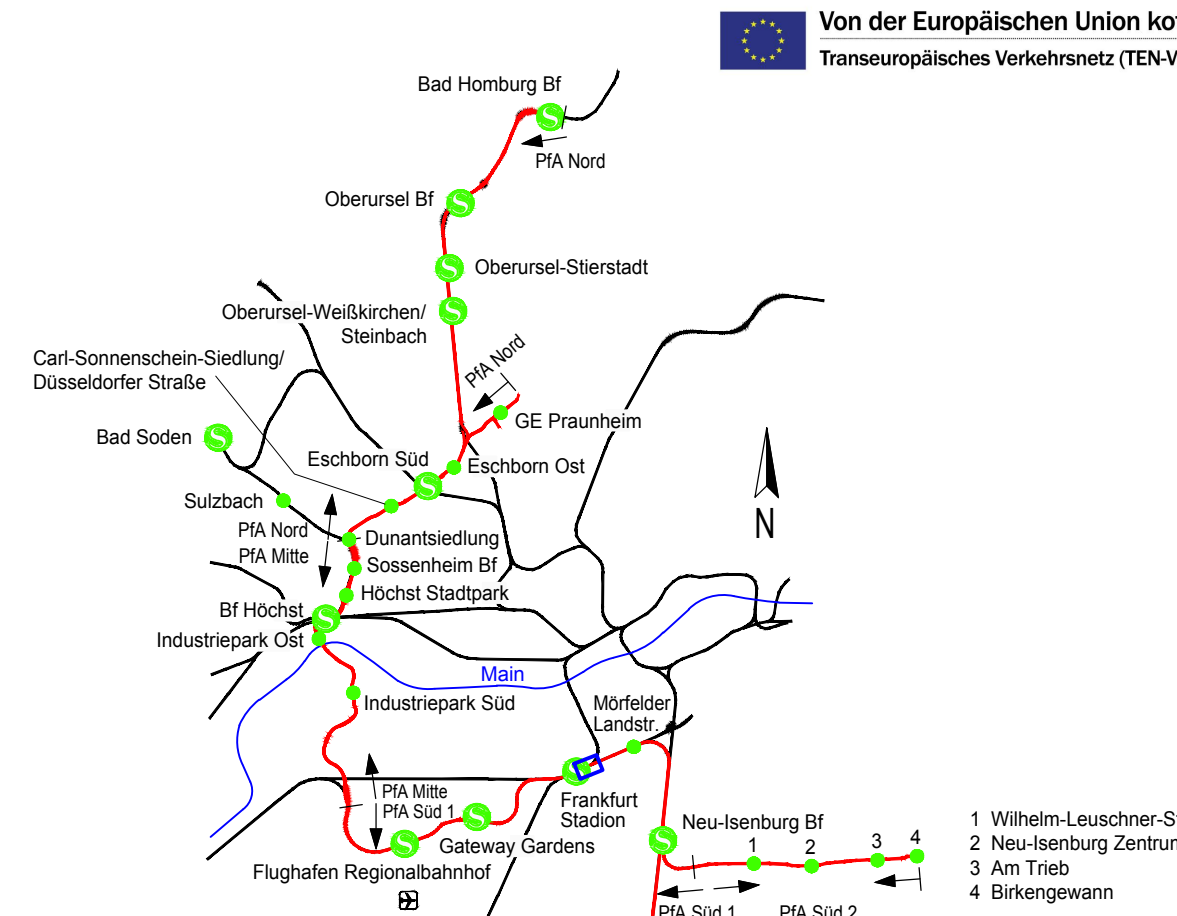 Von der Europäischen Union
Transeuropäisches Verkehrsnetz (TEN-V
Bad Homburg Bf
PfA Nord
Oberursel Bf
Oberursel-Stierstadt
Oberursel-Weißkirchen/
Steinbach
Carl-Sonnenschein-Siedlung/
Düsseldorfer Straße
PfA Nord
GE Praunheim
Bad Soden
Eschborn Süd
Eschborn Ost
Sulzbach
PfA Nord
PfA Mitte
Dunantsiedlung
Sossenheim Bf
Höchst Stadtpark
Bf Höchst
Industriepark Ost
N
Main
Industriepark Süd
Mörfelder
Landstr.
PfA Mitte
PfA Süd 1
Frankfurt
Stadion
Gateway Gardens
Flughafen Regionalbahnhof
Neu-Isenburg Bf
1 2 3 4
PfA Süd 1
PfA Süd 2
1 Wilhelm-Leuschner-S
2 Neu-Isenburg Zentrum
3 Am Trieb
4 Birkengewann